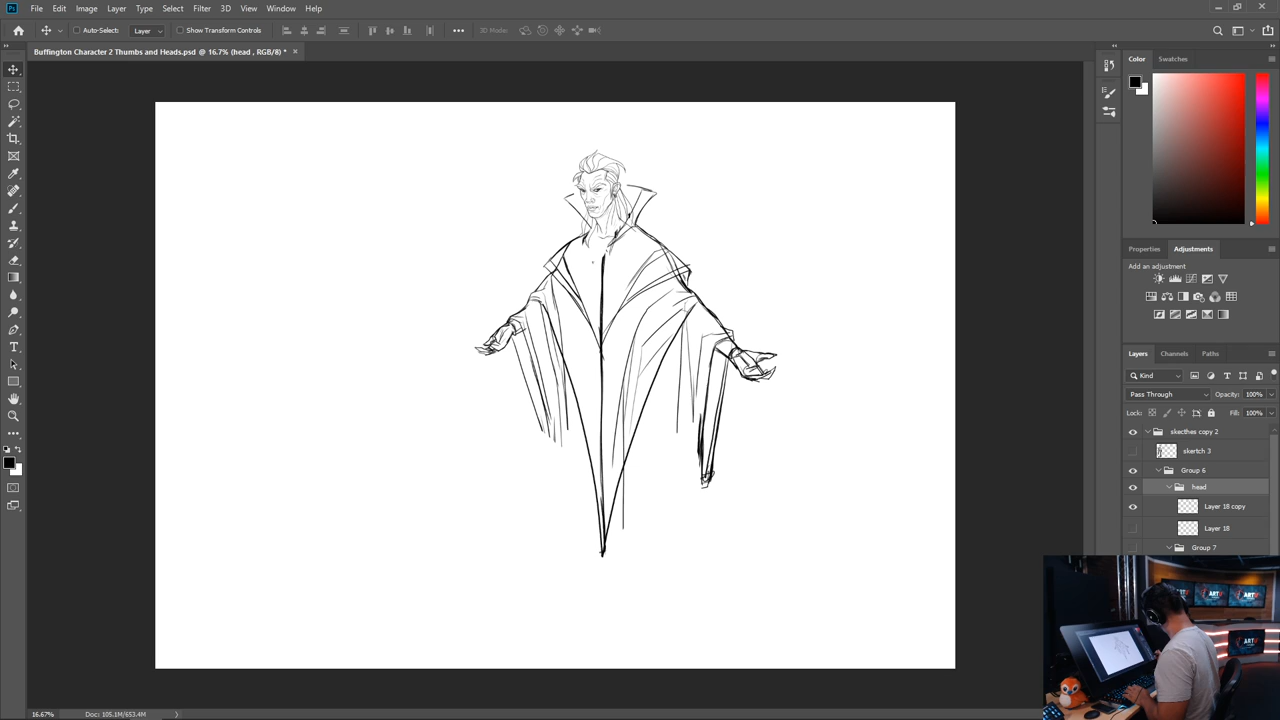 Ps File Edit Image Layer Type Select Filter 3D View Window Help
Auto-Select: Layer Show Transform Controls 3D Mode:
Buffington Character 2 Thumbs and Heads.psd @ 16.7% (head , RGB/8) *
Color Swatches
Properties Adjustments
Add an adjustment
Layers Channels Paths
Kind
Pass Through Opacity: 100%
Lock: Fill: 100%
skecthes copy 2
skertch 3
Group 6
head
Layer 18 copy
Layer 18
Group 7
16.67% Doc: 105.1M/653.4M